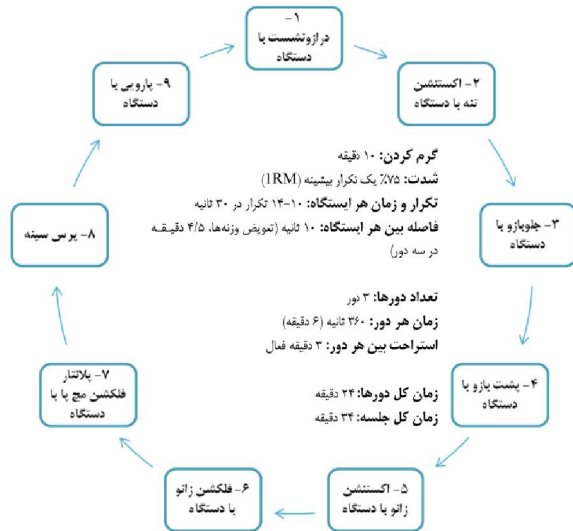 ۱-
درازونشست با
دستگاه
۲- اکستنشن
تنه با دستگاه
۳- جلوبازو با
دستگاه
۴- پشت بازو با
دستگاه
۵- اکستنشن
زانو با دستگاه
۶- فلکشن زانو
با دستگاه
۷- پلانتار
فلکشن مچ پا با
دستگاه
۸- پرس سینه
۹- پارویی با
دستگاه
گرم کردن: ۱۰ دقیقه
شدت: ۷۵٪ یک تکرار بیشینه (1RM)
تکرار و زمان هر ایستگاه: ۱۰-۱۴ تکرار در ۳۰ ثانیه
فاصله بین هر ایستگاه: ۱۰ ثانیه (تعویض وزنه‌ها، ۴/۵ دقیقه
در سه دور)
تعداد دورها: ۳ دور
زمان هر دور: ۳۶۰ ثانیه (۶ دقیقه)
استراحت بین هر دور: ۳ دقیقه فعال
زمان کل دورها: ۲۴ دقیقه
زمان کل جلسه: ۳۴ دقیقه